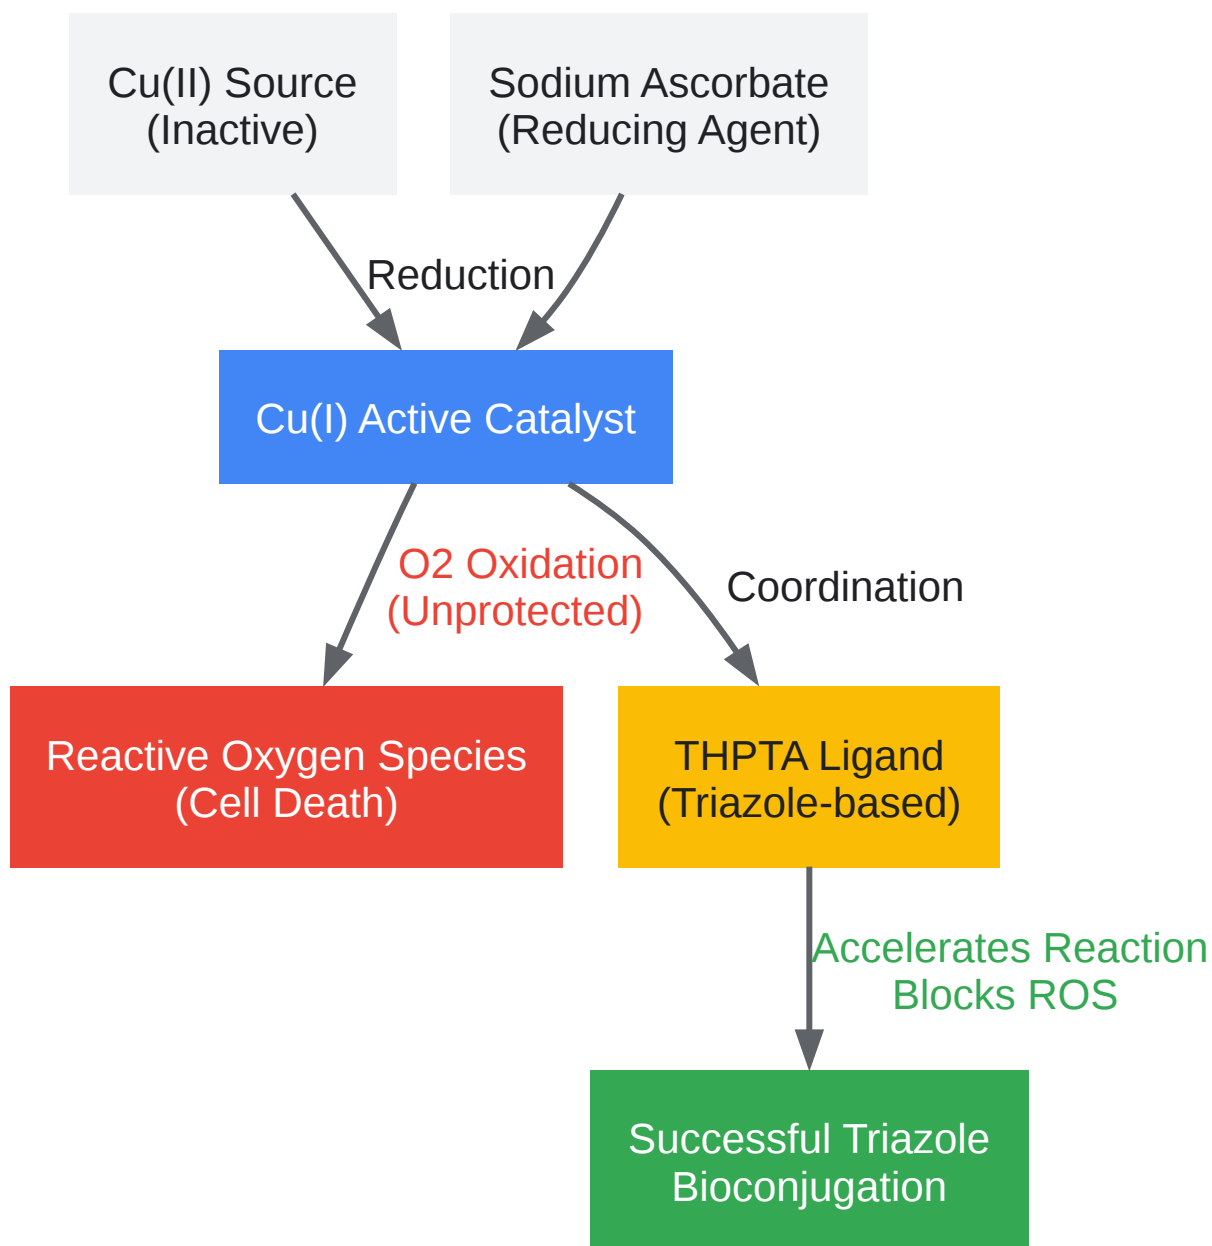 Cu(II) Source
(Inactive)
Sodium Ascorbate
(Reducing Agent)
Reduction
Cu(I) Active Catalyst
O2 Oxidation
(Unprotected)
Coordination
Reactive Oxygen Species
(Cell Death)
THPTA Ligand
(Triazole-based)
Accelerates Reaction
Blocks ROS
Successful Triazole
Bioconjugation